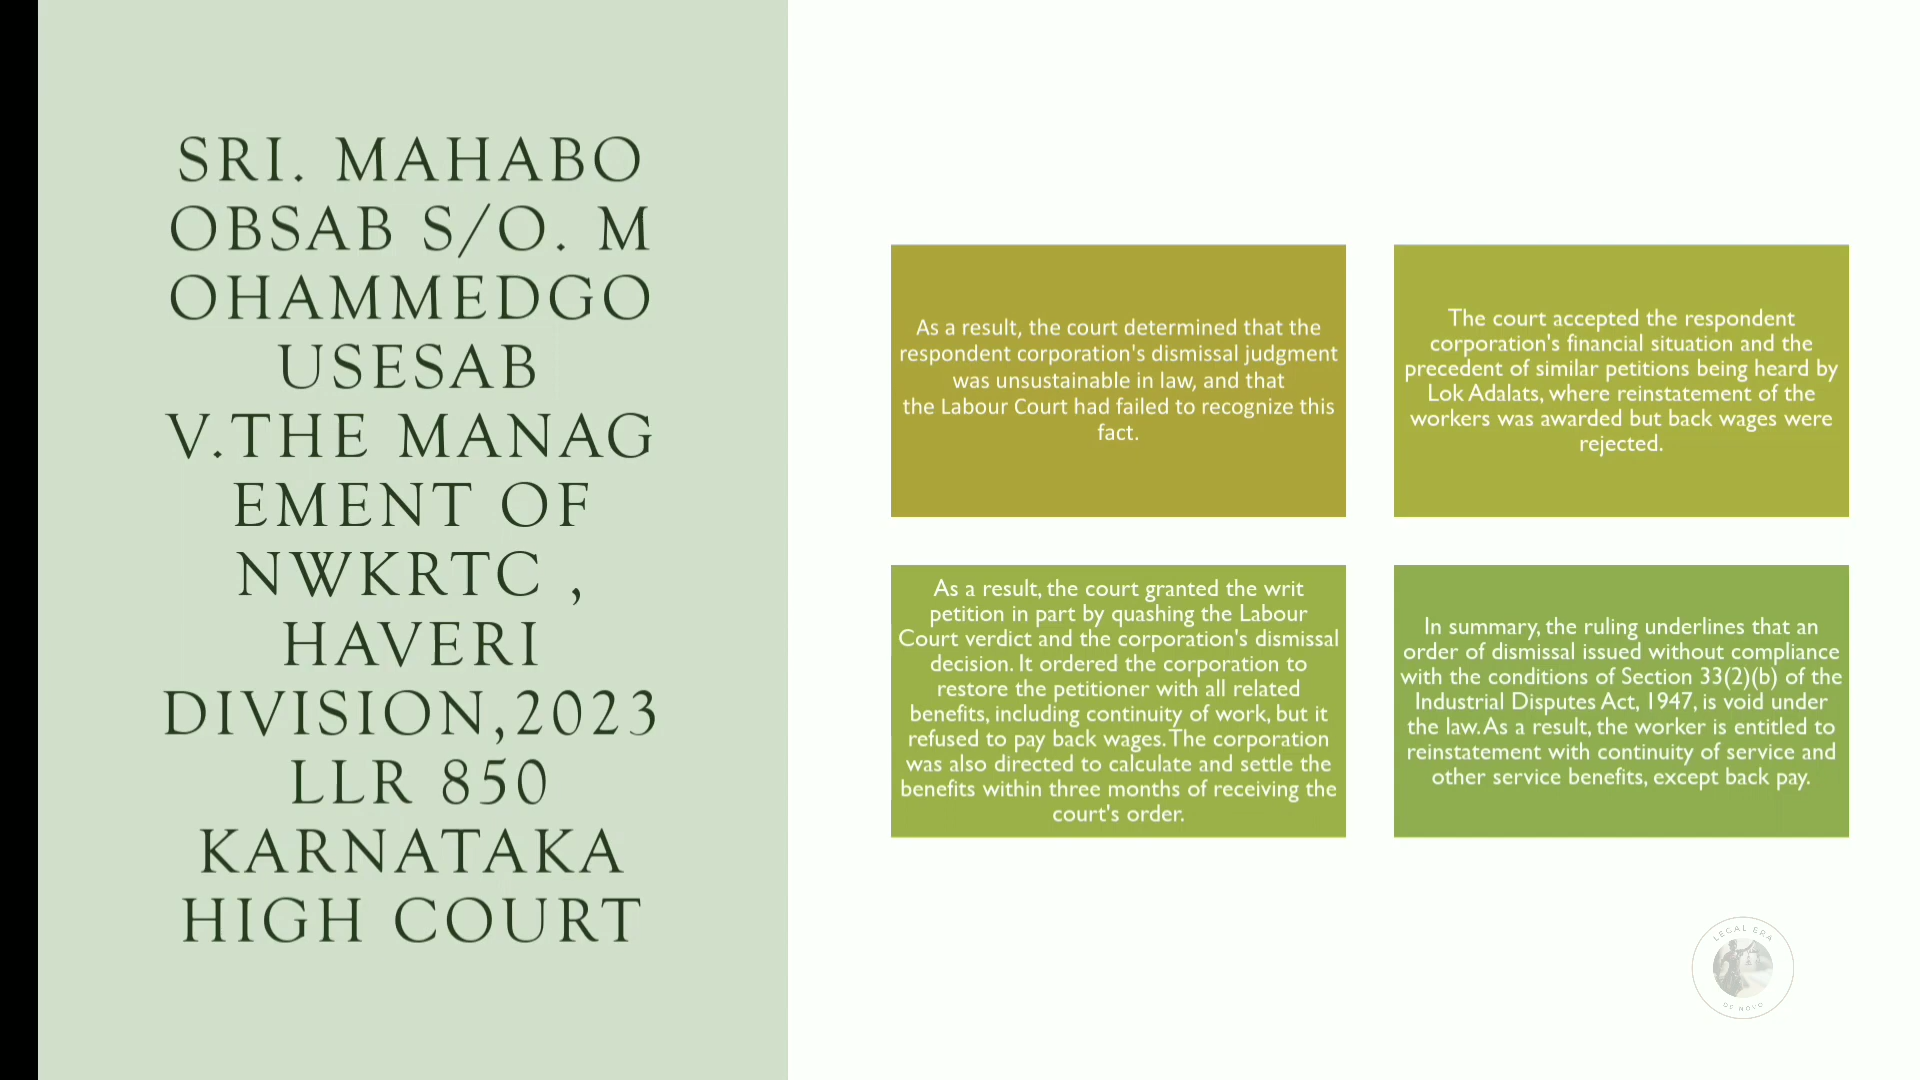 SRI. MAHABO
OBSAB S/O. M
OHAMMEDGO
USESAB
V.THE MANAG
EMENT OF
NWKRTC ,
HAVERI
DIVISION,2023
LLR 850
KARNATAKA
HIGH COURT
As a result, the court determined that the
respondent corporation's dismissal judgment
was unsustainable in law, and that
the Labour Court had failed to recognize this
fact.
The court accepted the respondent
corporation's financial situation and the
precedent of similar petitions being heard by
Lok Adalats, where reinstatement of the
workers was awarded but back wages were
rejected.
As a result, the court granted the writ
petition in part by quashing the Labour
Court verdict and the corporation's dismissal
decision. It ordered the corporation to
restore the petitioner with all related
benefits, including continuity of work, but it
refused to pay back wages. The corporation
was also directed to calculate and settle the
benefits within three months of receiving the
court's order.
In summary, the ruling underlines that an
order of dismissal issued without compliance
with the conditions of Section 33(2)(b) of the
Industrial Disputes Act, 1947, is void under
the law. As a result, the worker is entitled to
reinstatement with continuity of service and
other service benefits, except back pay.
LEGAL ERA
DE NOVO